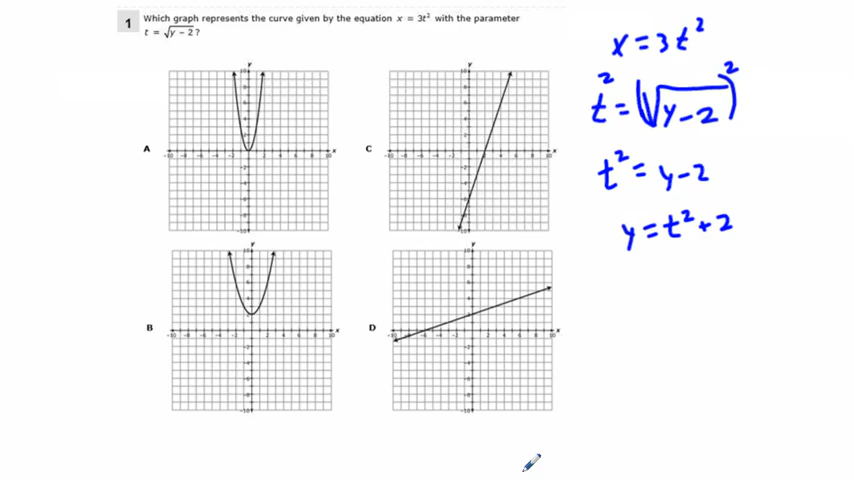 1 Which graph represents the curve given by the equation x = 3t² with the parameter
t = √y − 2 ?
A
C
B
D
x = 3t²
t² = (√y−2)²
t² = y−2
y = t² + 2